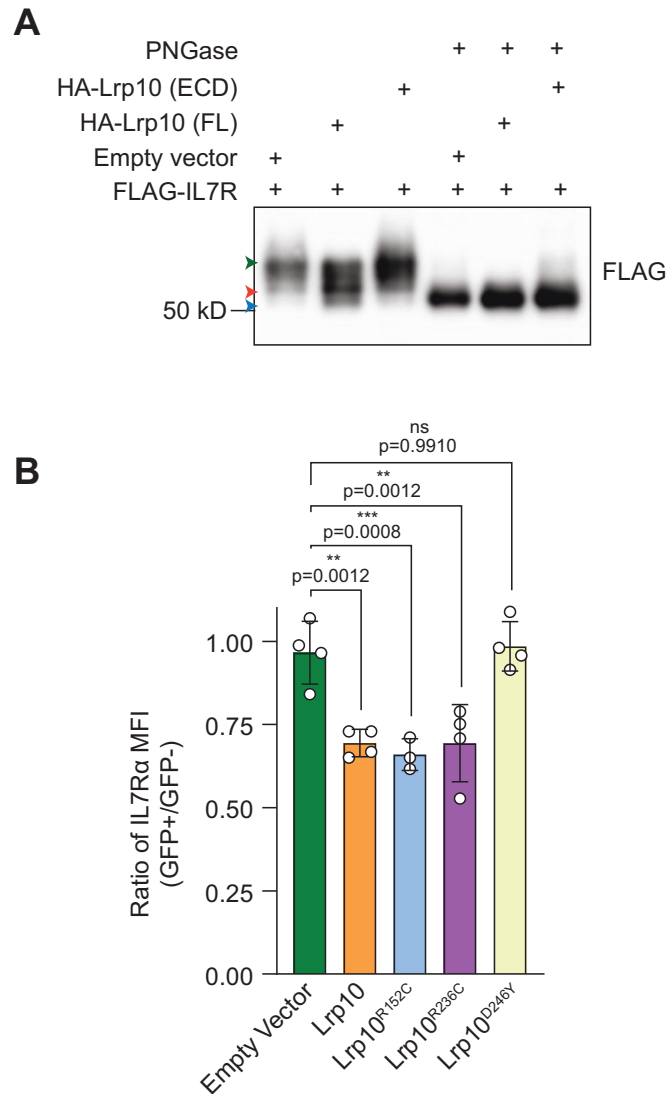 A
PNGase + + +
HA-Lrp10 (ECD) + +
HA-Lrp10 (FL) + +
Empty vector + +
FLAG-IL7R + + + + + +
FLAG
50 kD
B
ns
p=0.9910
**
p=0.0012
***
p=0.0008
**
p=0.0012
Ratio of IL7Rα MFI
(GFP+/GFP-)
1.00
0.75
0.50
0.25
0.00
Empty Vector
Lrp10
Lrp10R152C
Lrp10R236C
Lrp10D246Y